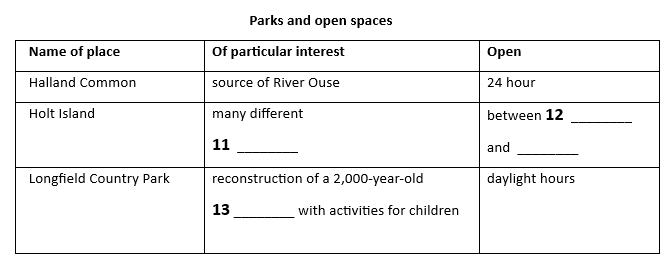 Parks and open spaces
Name of place Of particular interest Open
Halland Common source of River Ouse 24 hour
Holt Island many different between 12 ________
11 ________ and ________
Longfield Country Park reconstruction of a 2,000-year-old daylight hours
13 ________ with activities for children